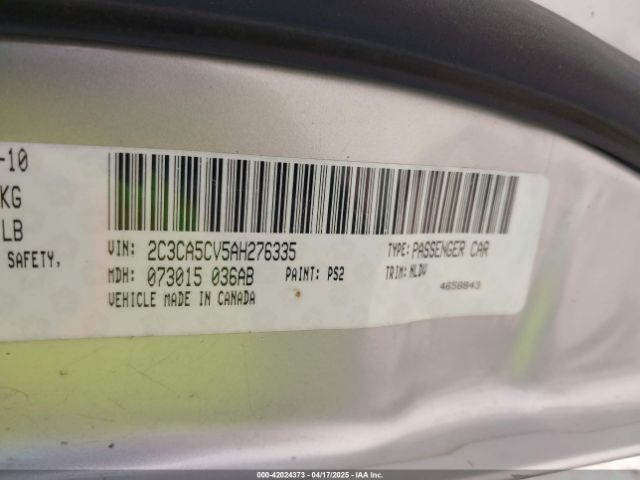 -10
KG
LB
SAFETY,
VIN: 2C3CA5CV5AH276335 TYPE: PASSENGER CAR
MDH: 073015 036AB PAINT: PS2 TRIM: NLDV
VEHICLE MADE IN CANADA 4658843
000-42024373 - 04/17/2025 - IAA Inc.